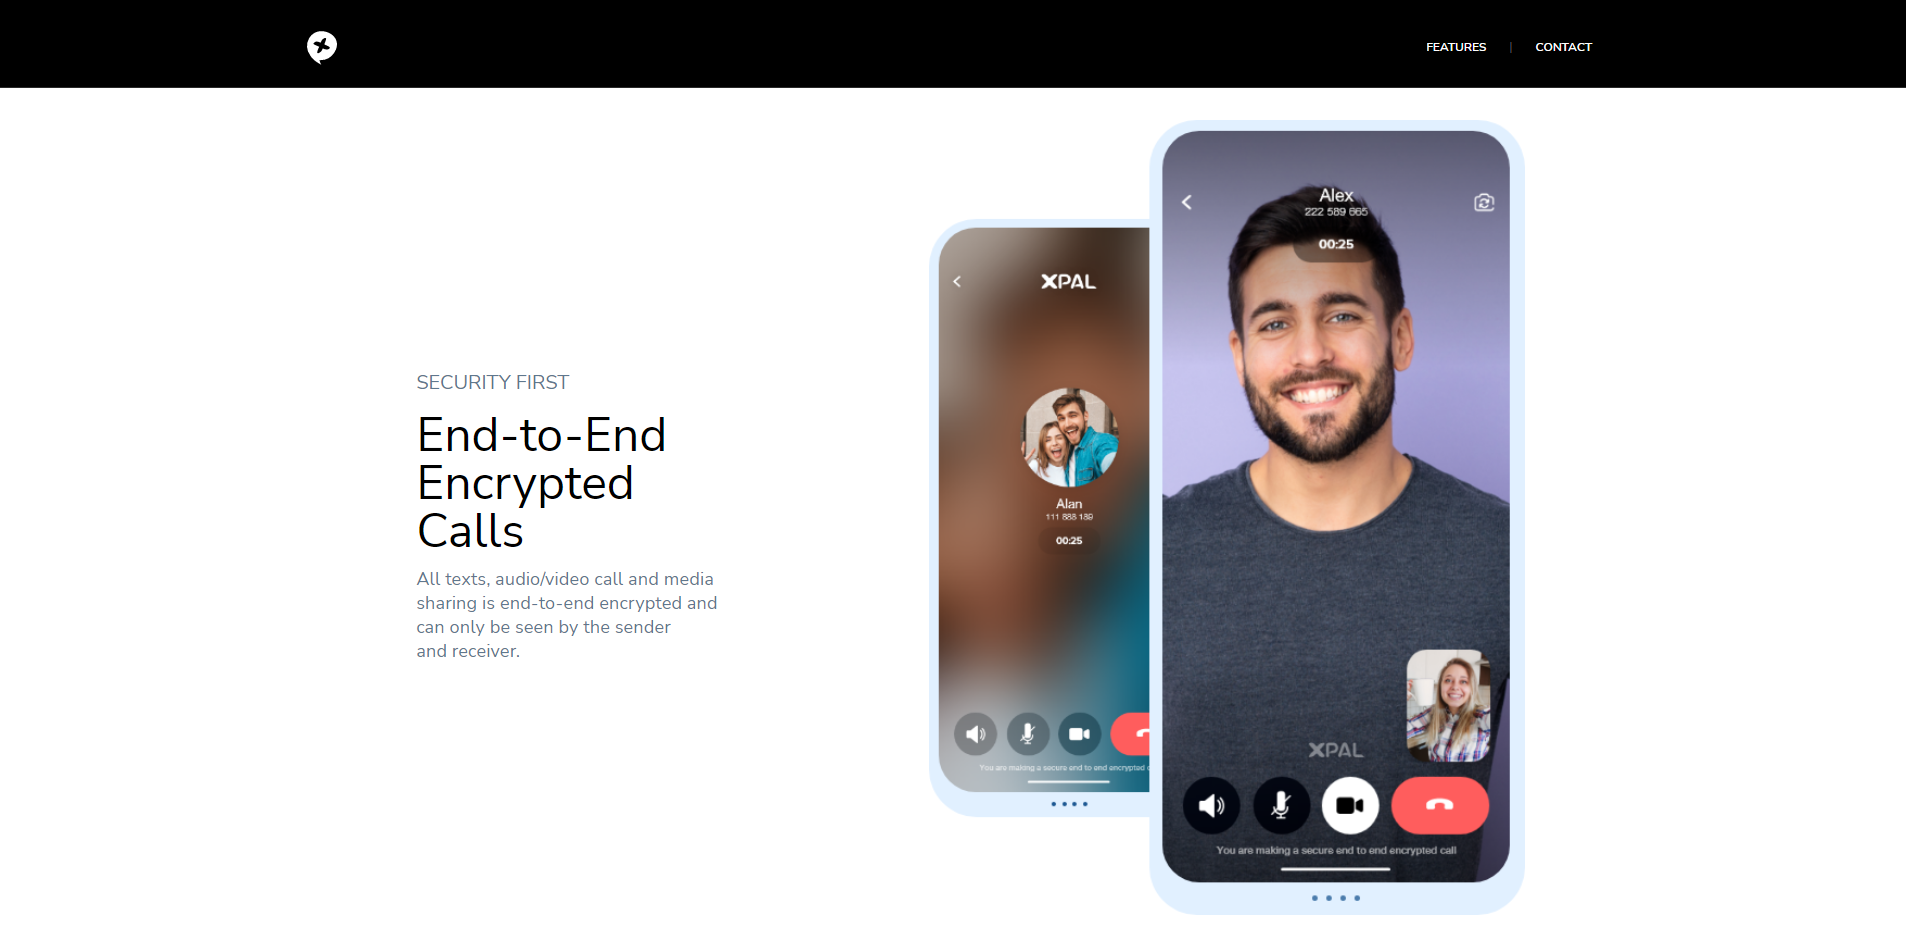 FEATURES | CONTACT
SECURITY FIRST
End-to-End
Encrypted
Calls
All texts, audio/video call and media
sharing is end-to-end encrypted and
can only be seen by the sender
and receiver.
XPAL
Alan
111 888 189
00:25
You are making a secure end to end encrypted
Alex
222 589 665
00:25
XPAL
You are making a secure end to end encrypted call